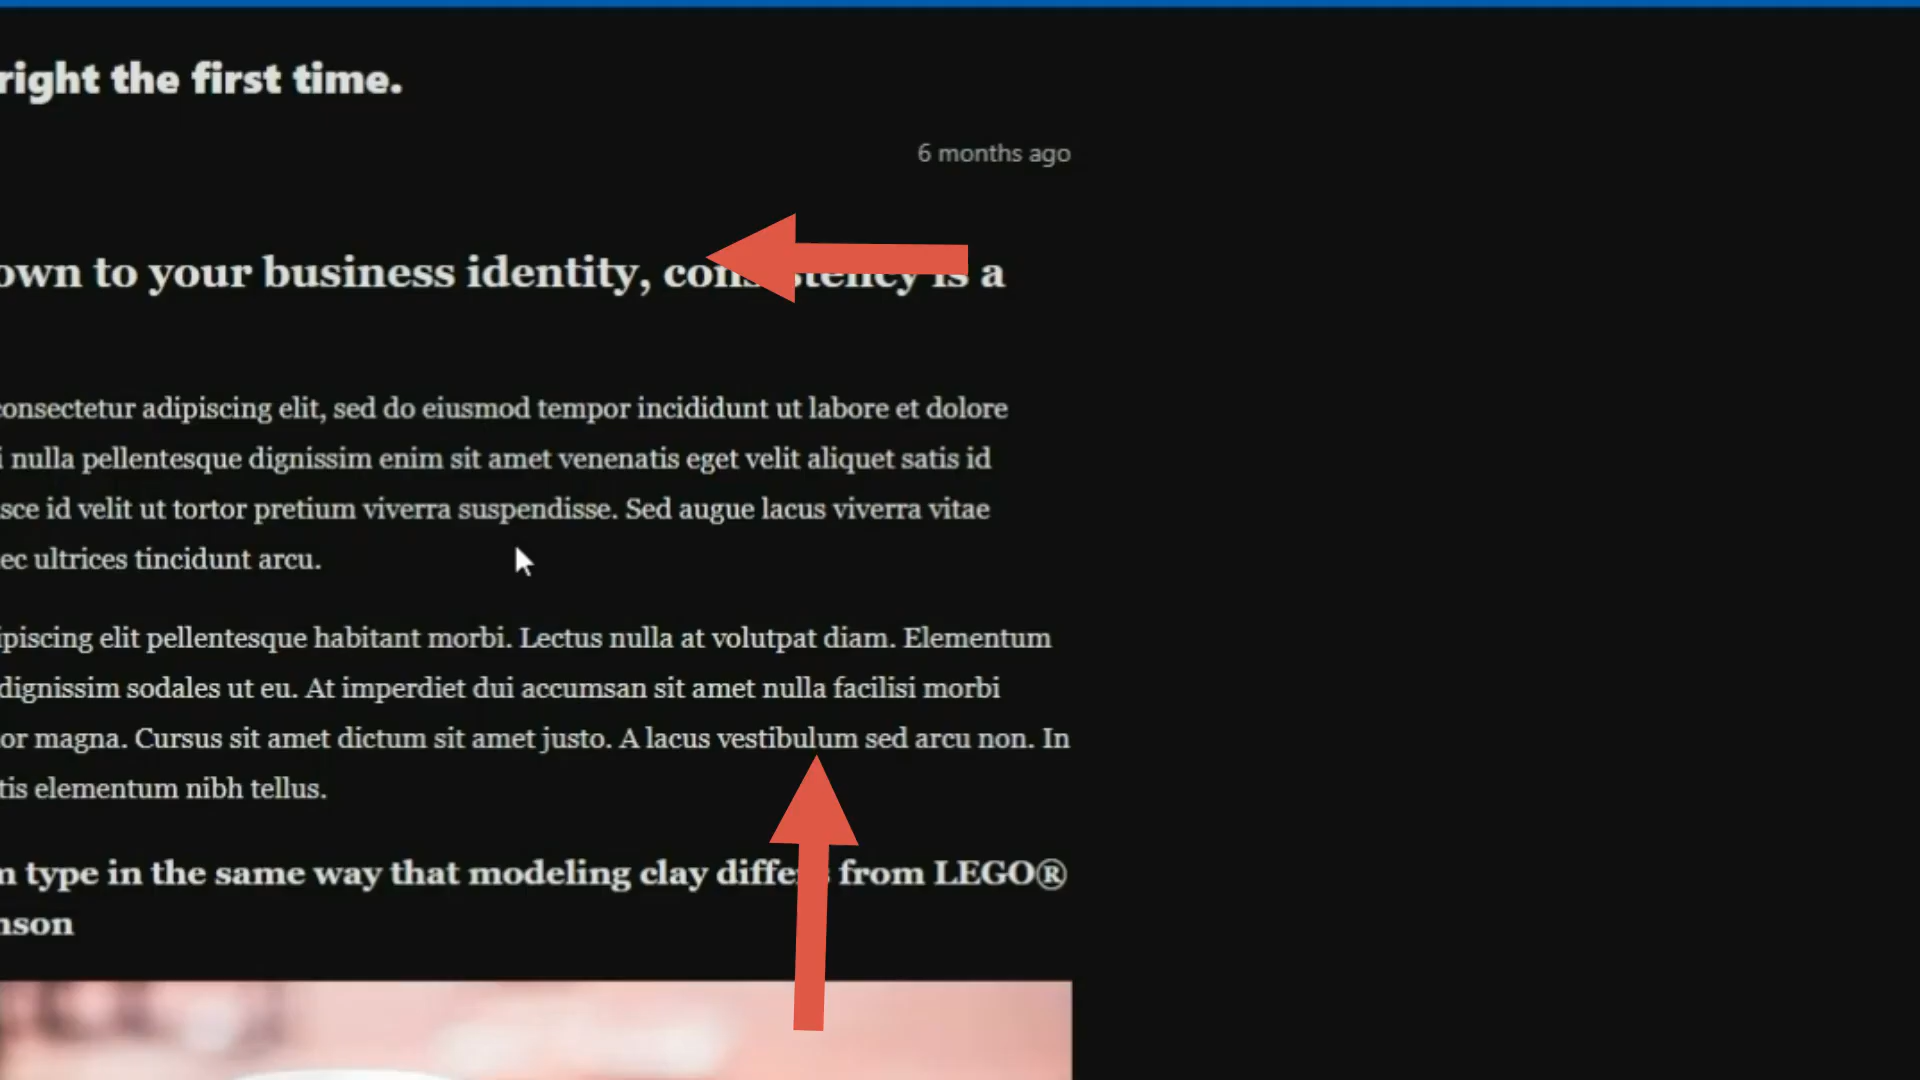 right the first time.
6 months ago
own to your business identity, consistency is a
consectetur adipiscing elit, sed do eiusmod tempor incididunt ut labore et dolore
i nulla pellentesque dignissim enim sit amet venenatis eget velit aliquet satis id
sce id velit ut tortor pretium viverra suspendisse. Sed augue lacus viverra vitae
ec ultrices tincidunt arcu.
ipiscing elit pellentesque habitant morbi. Lectus nulla at volutpat diam. Elementum
dignissim sodales ut eu. At imperdiet dui accumsan sit amet nulla facilisi morbi
or magna. Cursus sit amet dictum sit amet justo. A lacus vestibulum sed arcu non. In
tis elementum nibh tellus.
n type in the same way that modeling clay differs from LEGO®
nson